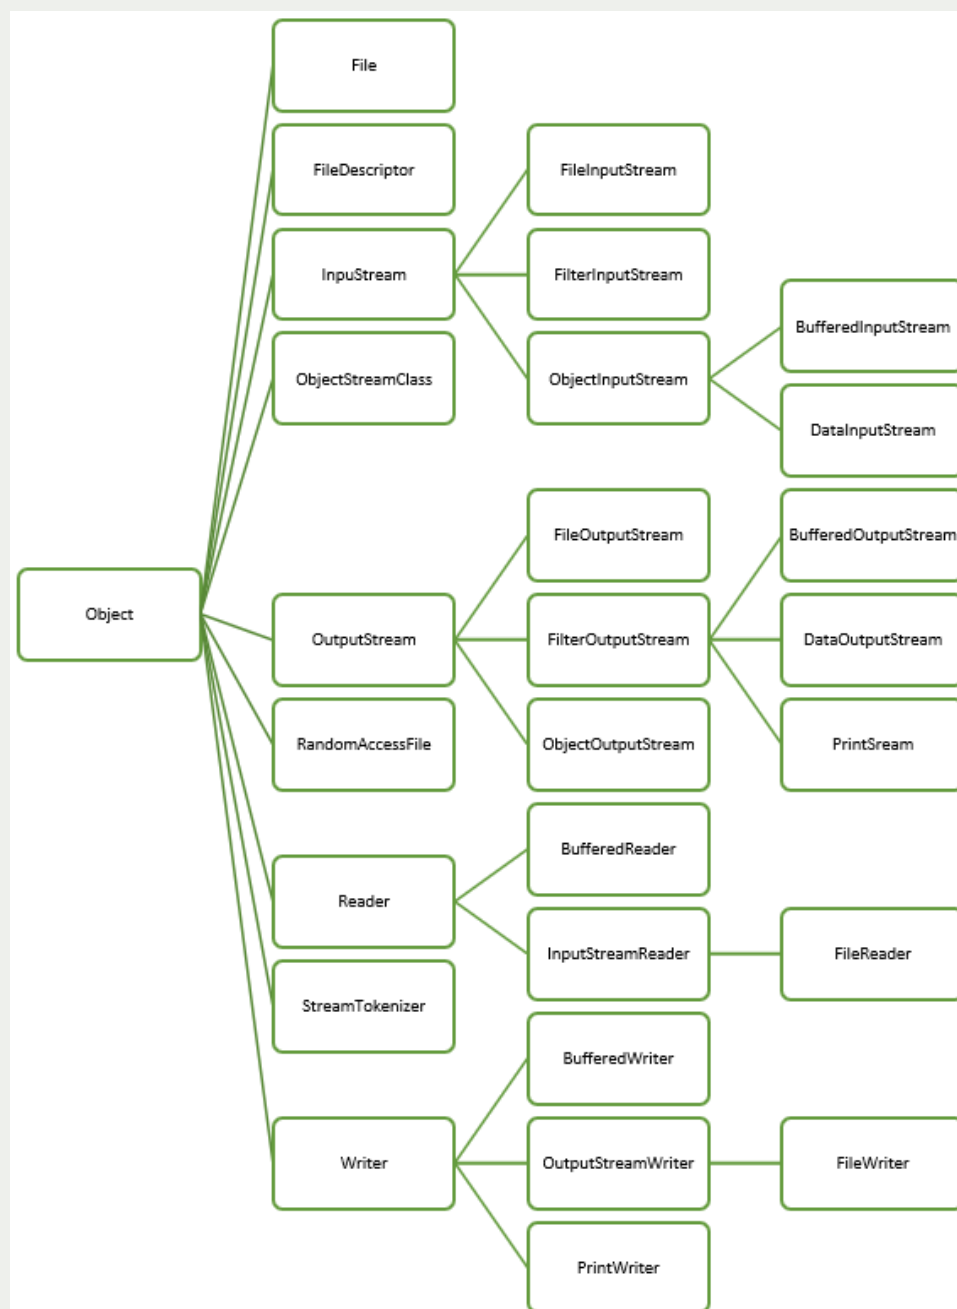 File
FileDescriptor
FileInputStream
InpuStream
FilterInputStream
BufferedInputStream
ObjectStreamClass
ObjectInputStream
DataInputStream
FileOutputStream
BufferedOutputStream
Object
OutputStream
FilterOutputStream
DataOutputStream
RandomAccessFile
ObjectOutputStream
PrintSream
BufferedReader
Reader
InputStreamReader
FileReader
StreamTokenizer
BufferedWriter
Writer
OutputStreamWriter
FileWriter
PrintWriter